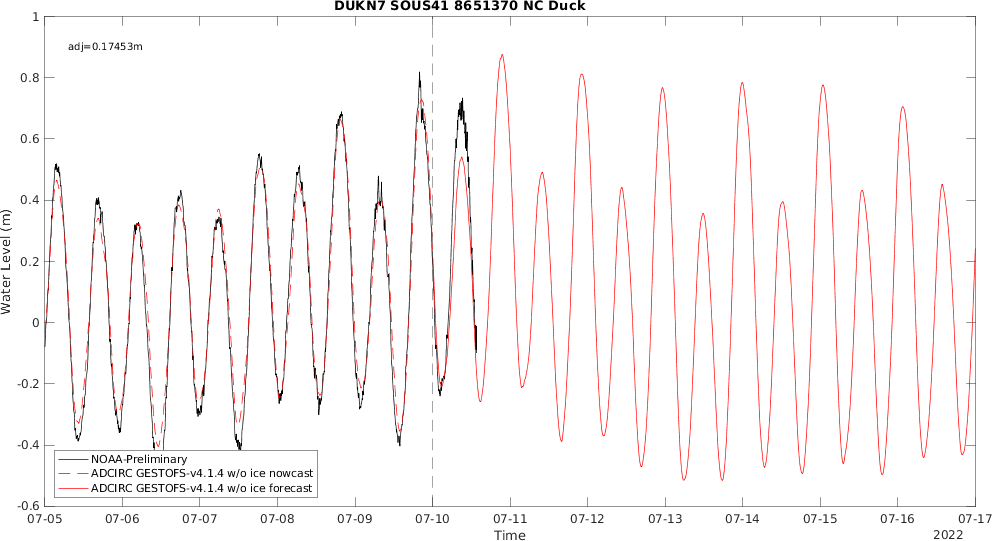 DUKN7 SOUS41 8651370 NC Duck
adj=0.17453m
1
0.8
0.6
0.4
0.2
0
-0.2
-0.4
-0.6
Water Level (m)
NOAA-Preliminary
ADCIRC GESTOFS-v4.1.4 w/o ice nowcast
ADCIRC GESTOFS-v4.1.4 w/o ice forecast
07-05 07-06 07-07 07-08 07-09 07-10 07-11 07-12 07-13 07-14 07-15 07-16 07-17
Time
2022